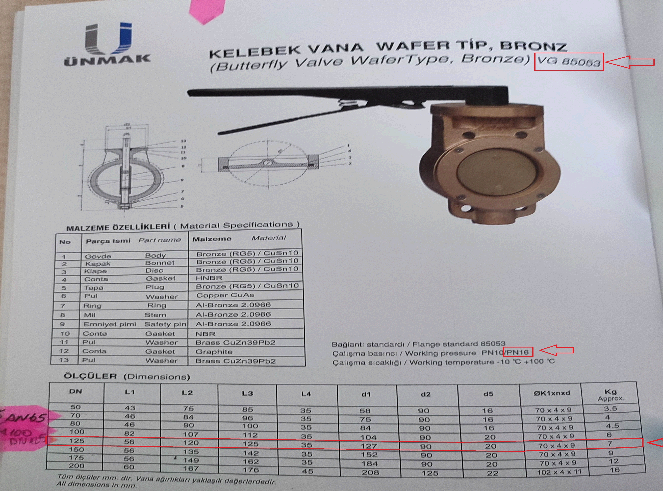 ÜNMAK
KELEBEK VANA WAFER TİP, BRONZ
(Butterfly Valve WaferType, Bronze) VG 85053
MALZEME ÖZELLİKLERİ ( Material Specifications )
No Parça ismi Part name Malzeme Material
1 Gövde Body Bronze (RG5) / CuSn10
2 Kapak Bonnet Bronze (RG5) / CuSn10
3 Klape Disc Bronze (RG5) / CuSn10
4 Conta Gasket HNBR
5 Tapa Plug Bronze (RG5) / CuSn10
6 Pul Washer Copper CuAs
7 Ring Ring Al-Bronze 2.0966
8 Mil Stem Al-Bronze 2.0966
9 Emniyet pimi Safety pin Al-Bronze 2.0966
10 Conta Gasket NBR
11 Pul Washer Brass CuZn39Pb2
12 Conta Gasket Graphite
13 Pul Washer Brass CuZn39Pb2
Bağlantı standardı / Flange standard 85053
Çalışma basıncı / Working pressure PN10/PN16
Çalışma sıcaklığı / Working temperature -10 °C +100 °C
ÖLÇÜLER (Dimensions)
DN L1 L2 L3 L4 d1 d2 d5 ØK1xnxd Kg Approx.
50 43 75 85 35 58 90 16 70 x 4 x 9 3.5
70 46 84 96 35 75 90 16 70 x 4 x 9 4
80 46 90 100 35 84 90 16 70 x 4 x 9 4.5
100 82 107 112 35 104 90 20 70 x 4 x 9 6
125 56 120 125 35 127 90 20 70 x 4 x 9 7
150 56 135 142 35 152 90 20 70 x 4 x 9 9
175 56 149 162 35 184 90 20 70 x 4 x 9 12
200 60 167 176 45 208 125 22 102 x 4 x 11 16
Tüm ölçüler mm. dir. Vana ağırlıkları yaklaşık değerlerdedir.
All dimensions in mm.